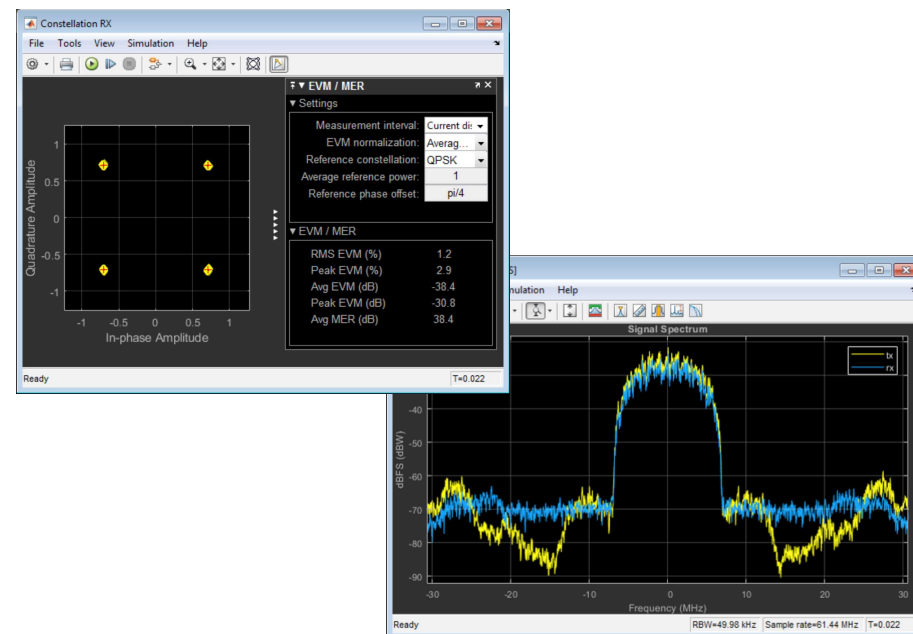 Constellation RX
File Tools View Simulation Help
EVM / MER
Settings
Measurement interval: Current di
EVM normalization: Averag...
Reference constellation: QPSK
Average reference power: 1
Reference phase offset: pi/4
EVM / MER
RMS EVM (%) 1.2
Peak EVM (%) 2.9
Avg EVM (dB) -38.4
Peak EVM (dB) -30.8
Avg MER (dB) 38.4
Quadrature Amplitude
1
0.5
0
-0.5
-1
-1 -0.5 0 0.5 1
In-phase Amplitude
Ready T=0.022
mulation Help
Signal Spectrum
tx
rx
dBFS (dBW)
-40
-50
-60
-70
-80
-90
-30 -20 -10 0 10 20 30
Frequency (MHz)
Ready RBW=49.98 kHz Sample rate=61.44 MHz T=0.022